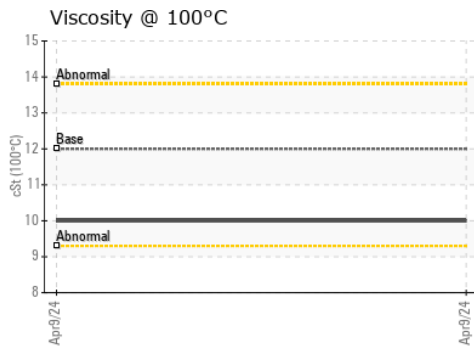 Viscosity @ 100°C
15
Abnormal
14
13
Base
12
11
10
Abnormal
9
8
cSt (100°C)
Apr9/24
Apr9/24